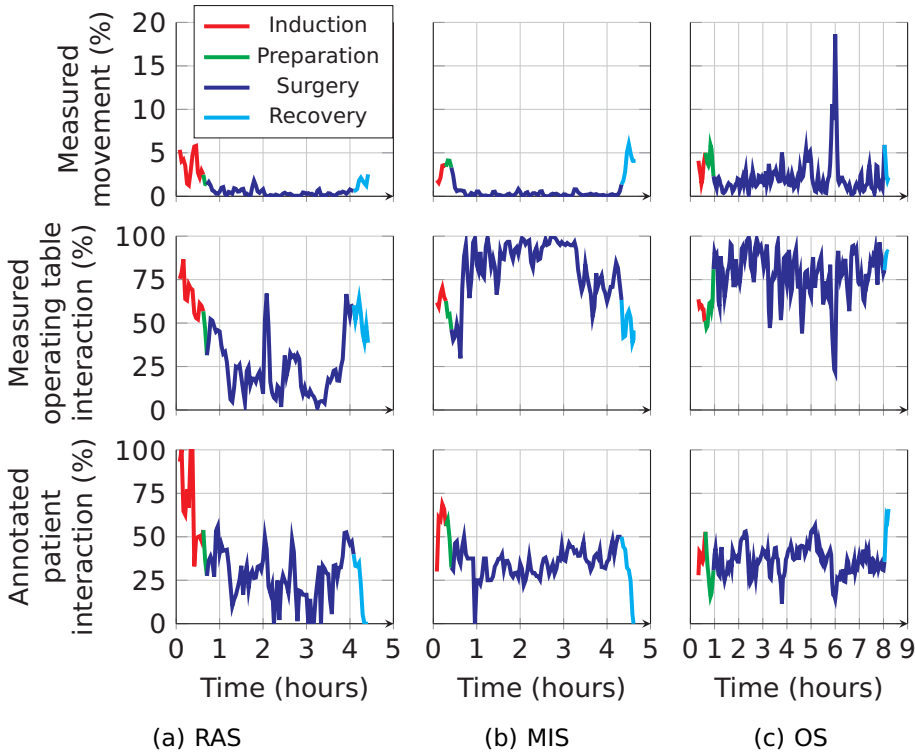 Measured
movement (%)
20
15
10
5
0
Induction
Preparation
Surgery
Recovery
Measured
operating table
interaction (%)
100
75
50
25
0
Annotated
patient
interaction (%)
100
75
50
25
0
0 1 2 3 4 5
0 1 2 3 4 5
0 1 2 3 4 5 6 7 8 9
Time (hours)
Time (hours)
Time (hours)
(a) RAS
(b) MIS
(c) OS